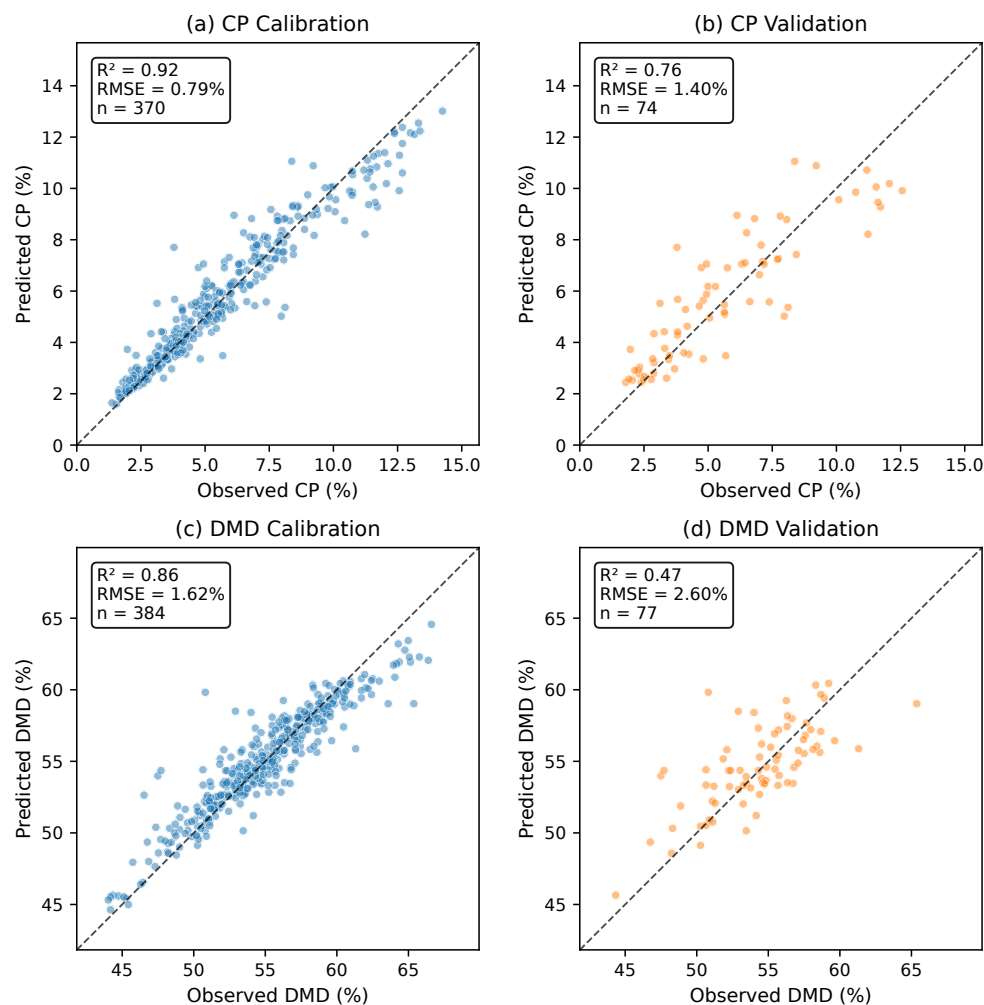 (a) CP Calibration
R² = 0.92
RMSE = 0.79%
n = 370
Predicted CP (%)
14
12
10
8
6
4
2
0
0.0 2.5 5.0 7.5 10.0 12.5 15.0
Observed CP (%)
(b) CP Validation
R² = 0.76
RMSE = 1.40%
n = 74
Predicted CP (%)
14
12
10
8
6
4
2
0
0.0 2.5 5.0 7.5 10.0 12.5 15.0
Observed CP (%)
(c) DMD Calibration
R² = 0.86
RMSE = 1.62%
n = 384
Predicted DMD (%)
65
60
55
50
45
45 50 55 60 65
Observed DMD (%)
(d) DMD Validation
R² = 0.47
RMSE = 2.60%
n = 77
Predicted DMD (%)
65
60
55
50
45
45 50 55 60 65
Observed DMD (%)